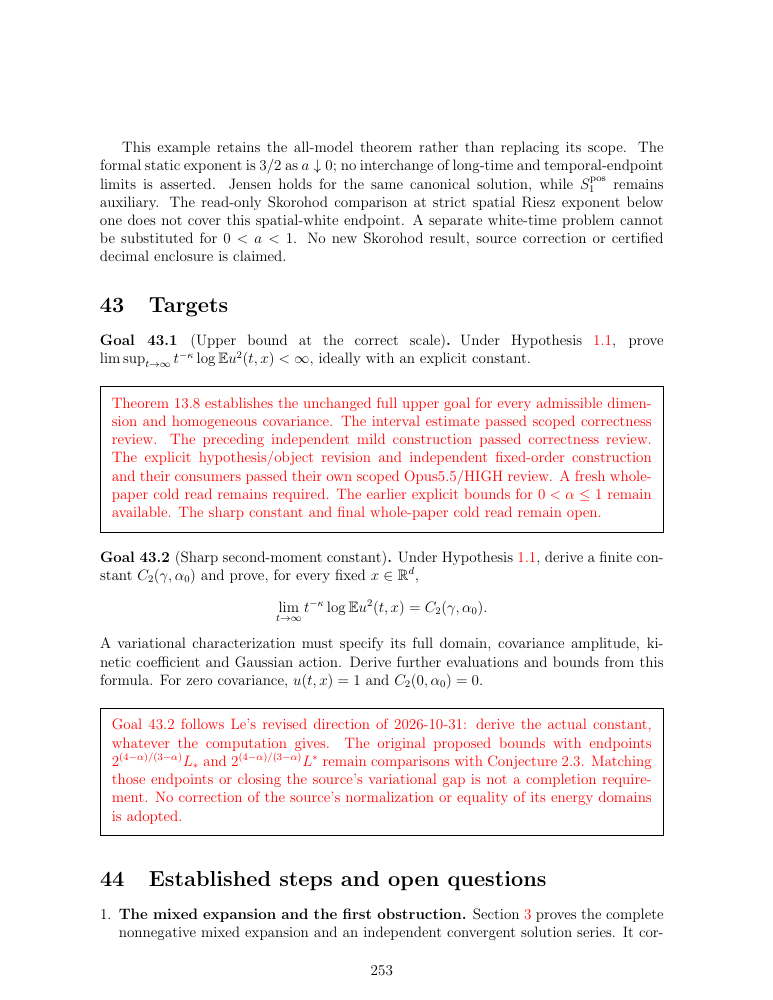 This example retains the all-model theorem rather than replacing its scope. The
formal static exponent is 3/2 as a ↓ 0; no interchange of long-time and temporal-endpoint
limits is asserted. Jensen holds for the same canonical solution, while S₁ᵖᵒˢ remains
auxiliary. The read-only Skorohod comparison at strict spatial Riesz exponent below
one does not cover this spatial-white endpoint. A separate white-time problem cannot
be substituted for 0 < a < 1. No new Skorohod result, source correction or certified
decimal enclosure is claimed.
43 Targets
Goal 43.1 (Upper bound at the correct scale). Under Hypothesis 1.1, prove
lim sup_{t→∞} t^{−κ} log 𝔼u²(t, x) < ∞, ideally with an explicit constant.
Theorem 13.8 establishes the unchanged full upper goal for every admissible dimen-
sion and homogeneous covariance. The interval estimate passed scoped correctness
review. The preceding independent mild construction passed correctness review.
The explicit hypothesis/object revision and independent fixed-order construction
and their consumers passed their own scoped Opus5.5/HIGH review. A fresh whole-
paper cold read remains required. The earlier explicit bounds for 0 < α ≤ 1 remain
available. The sharp constant and final whole-paper cold read remain open.
Goal 43.2 (Sharp second-moment constant). Under Hypothesis 1.1, derive a finite con-
stant C₂(γ, α₀) and prove, for every fixed x ∈ ℝᵈ,
lim_{t→∞} t^{−κ} log 𝔼u²(t, x) = C₂(γ, α₀).
A variational characterization must specify its full domain, covariance amplitude, ki-
netic coefficient and Gaussian action. Derive further evaluations and bounds from this
formula. For zero covariance, u(t, x) = 1 and C₂(0, α₀) = 0.
Goal 43.2 follows Le's revised direction of 2026-10-31: derive the actual constant,
whatever the computation gives. The original proposed bounds with endpoints
2^{(4−α)/(3−α)}L_* and 2^{(4−α)/(3−α)}L^* remain comparisons with Conjecture 2.3. Matching
those endpoints or closing the source's variational gap is not a completion require-
ment. No correction of the source's normalization or equality of its energy domains
is adopted.
44 Established steps and open questions
1. The mixed expansion and the first obstruction. Section 3 proves the complete
nonnegative mixed expansion and an independent convergent solution series. It cor-
253